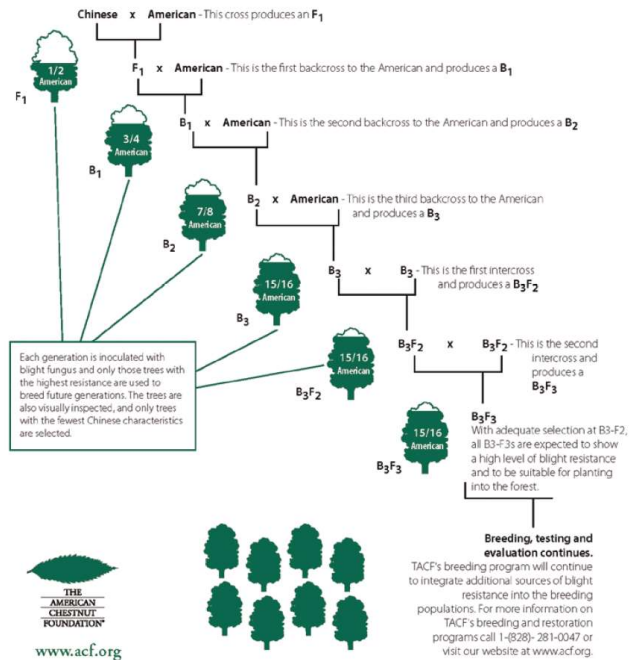 Chinese x American - This cross produces an F1
1/2
American
F1
F1 x American - This is the first backcross to the American and produces a B1
3/4
American
B1
B1 x American - This is the second backcross to the American and produces a B2
7/8
American
B2
B2 x American - This is the third backcross to the American
and produces a B3
15/16
American
B3
B3 x B3 - This is the first intercross
and produces a B3F2
15/16
American
B3F2
B3F2 x B3F2 - This is the second
intercross and
produces a
B3F3
Each generation is inoculated with
blight fungus and only those trees with
the highest resistance are used to
breed future generations. The trees are
also visually inspected, and only trees
with the fewest Chinese characteristics
are selected.
15/16
American
B3F3
B3F3
With adequate selection at B3-F2,
all B3-F3s are expected to show
a high level of blight resistance
and to be suitable for planting
into the forest.
Breeding, testing and
evaluation continues.
TACF's breeding program will continue
to integrate additional sources of blight
resistance into the breeding
populations. For more information on
TACF's breeding and restoration
programs call 1-(828)- 281-0047 or
visit our website at www.acf.org.
THE
AMERICAN
CHESTNUT
FOUNDATION®
www.acf.org